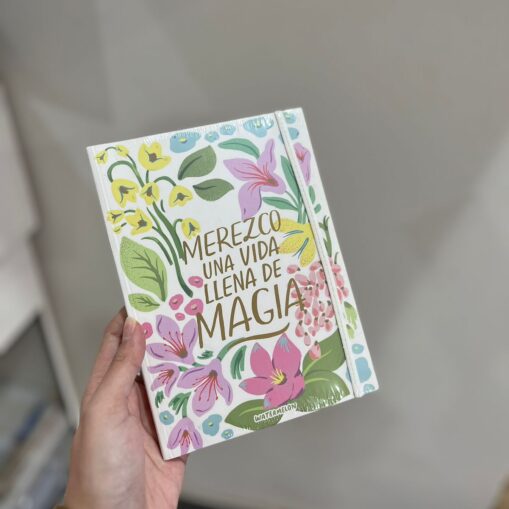 MEREZCO
UNA VIDA
LLENA DE
MAGIA
WATERMELON